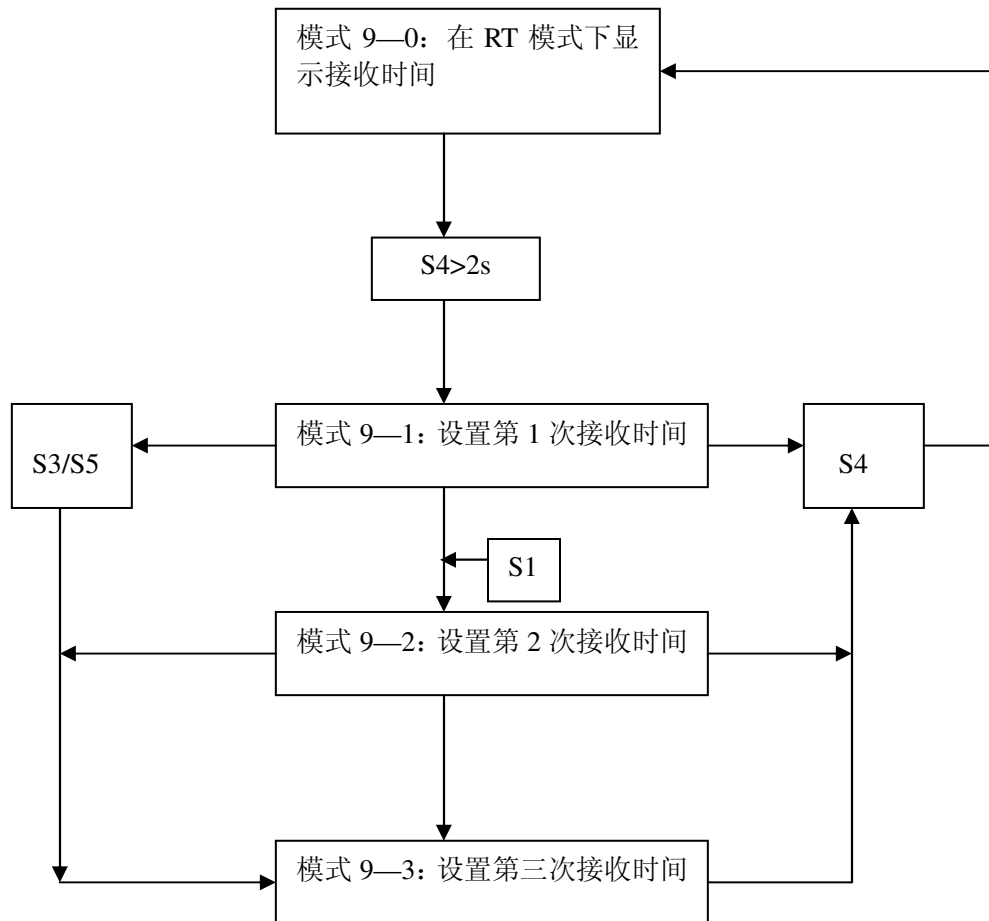 模式 9—0：在 RT 模式下显
示接收时间
S4>2s
模式 9—1：设置第 1 次接收时间
S3/S5
S4
S1
模式 9—2：设置第 2 次接收时间
模式 9—3：设置第三次接收时间